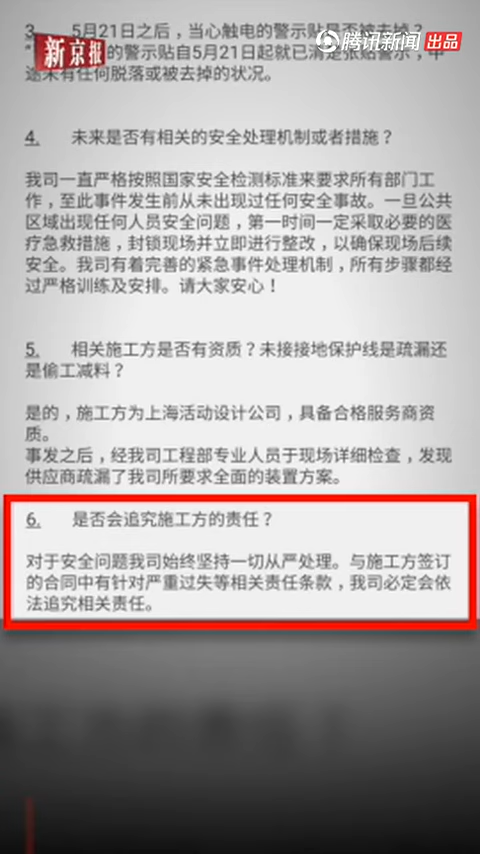 3. 5月21日之后，当心触电的警示贴是否被去掉？
新京报
腾讯新闻 出品
的警示贴自5月21日起就已清楚张贴警示，中
途未有任何脱落或被去掉的状况。
4. 未来是否有相关的安全处理机制或者措施？
我司一直严格按照国家安全检测标准来要求所有部门工
作，至此事件发生前从未出现过任何安全事故。一旦公共
区域出现任何人员安全问题，第一时间一定采取必要的医
疗急救措施，封锁现场并立即进行整改，以确保现场后续
安全。我司有着完善的紧急事件处理机制，所有步骤都经
过严格训练及安排。请大家安心！
5. 相关施工方是否有资质？未接接地保护线是疏漏还
是偷工减料？
是的，施工方为上海活动设计公司，具备合格服务商资
质。
事发之后，经我司工程部专业人员于现场详细检查，发现
供应商疏漏了我司所要求全面的装置方案。
6. 是否会追究施工方的责任？
对于安全问题我司始终坚持一切从严处理。与施工方签订
的合同中有针对严重过失等相关责任条款，我司必定会依
法追究相关责任。